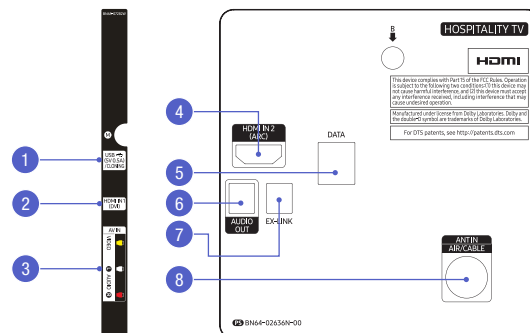 M
USB
(5V 0.5A)
/CLONING
HDMI IN 1
(DVI)
AV IN
VIDEO
L AUDIO R
1
2
3
4
5
6
7
8
B
HOSPITALITY TV
HDMI
This device complies with Part 15 of the FCC Rules. Operation
is subject to the following two conditions: (1) this device may
not cause harmful interference, and (2) this device must accept
any interference received, including interference that may
cause undesired operation.
Manufactured under license from Dolby Laboratories. Dolby and
the double-D symbol are trademarks of Dolby Laboratories.
For DTS patents, see http://patents.dts.com
HDMI IN 2
(ARC)
DATA
AUDIO
OUT
EX-LINK
ANT IN
AIR/CABLE
PS BN64-02636N-00